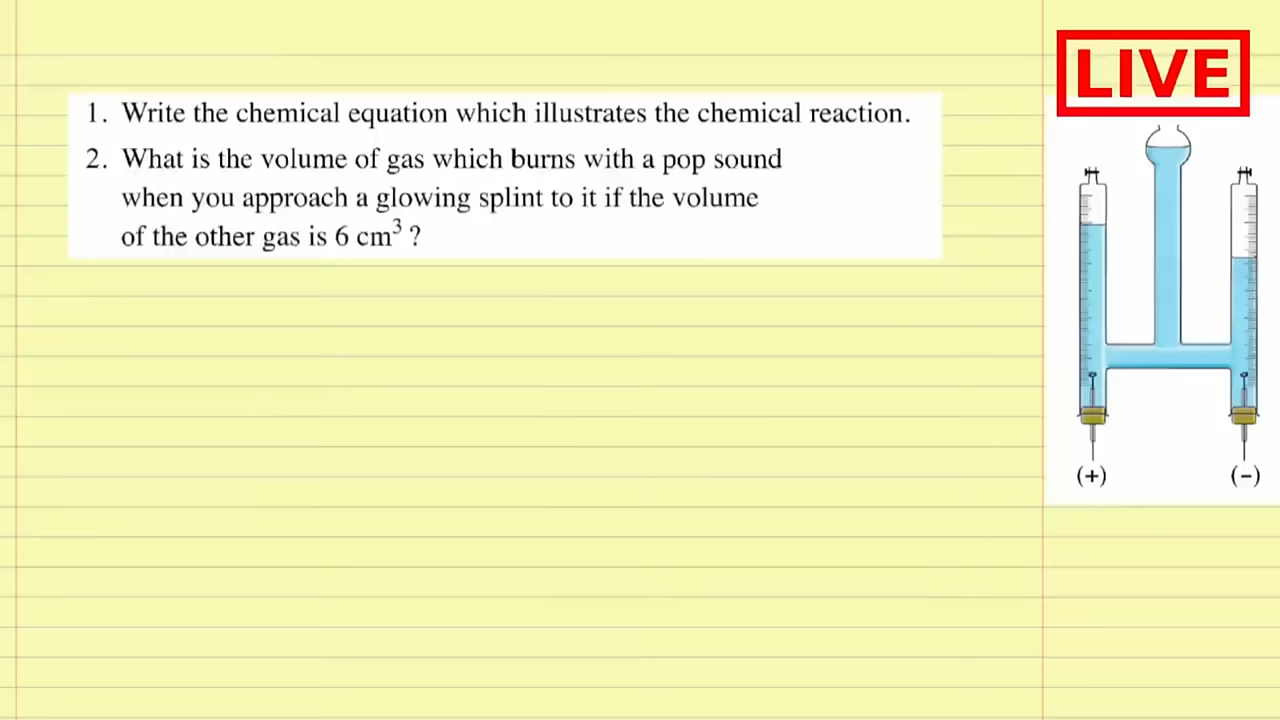 LIVE
1. Write the chemical equation which illustrates the chemical reaction.
2. What is the volume of gas which burns with a pop sound
when you approach a glowing splint to it if the volume
of the other gas is 6 cm³ ?
(+) (−)